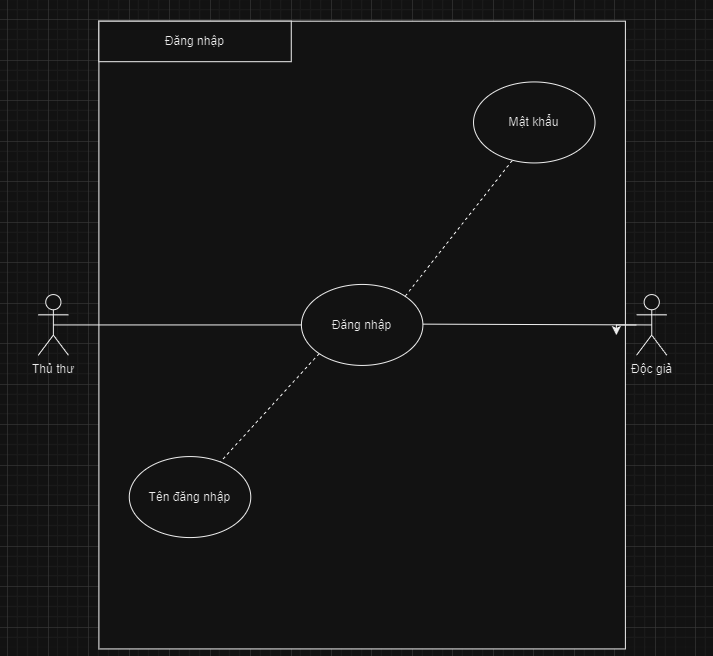 Đăng nhập
Mật khẩu
Đăng nhập
Thủ thư
Độc giả
Tên đăng nhập